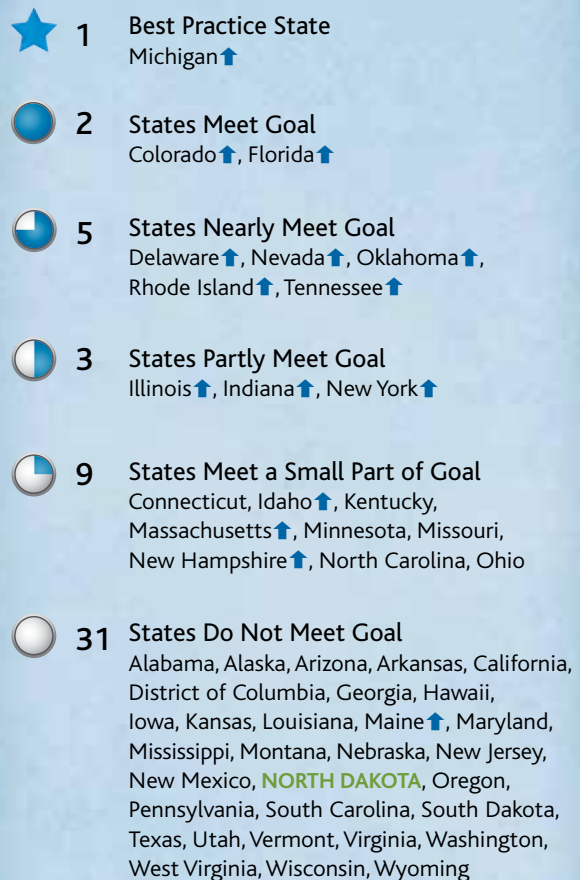 1 Best Practice State
Michigan⬆
2 States Meet Goal
Colorado⬆, Florida⬆
5 States Nearly Meet Goal
Delaware⬆, Nevada⬆, Oklahoma⬆,
Rhode Island⬆, Tennessee⬆
3 States Partly Meet Goal
Illinois⬆, Indiana⬆, New York⬆
9 States Meet a Small Part of Goal
Connecticut, Idaho⬆, Kentucky,
Massachusetts⬆, Minnesota, Missouri,
New Hampshire⬆, North Carolina, Ohio
31 States Do Not Meet Goal
Alabama, Alaska, Arizona, Arkansas, California,
District of Columbia, Georgia, Hawaii,
Iowa, Kansas, Louisiana, Maine⬆, Maryland,
Mississippi, Montana, Nebraska, New Jersey,
New Mexico, NORTH DAKOTA, Oregon,
Pennsylvania, South Carolina, South Dakota,
Texas, Utah, Vermont, Virginia, Washington,
West Virginia, Wisconsin, Wyoming